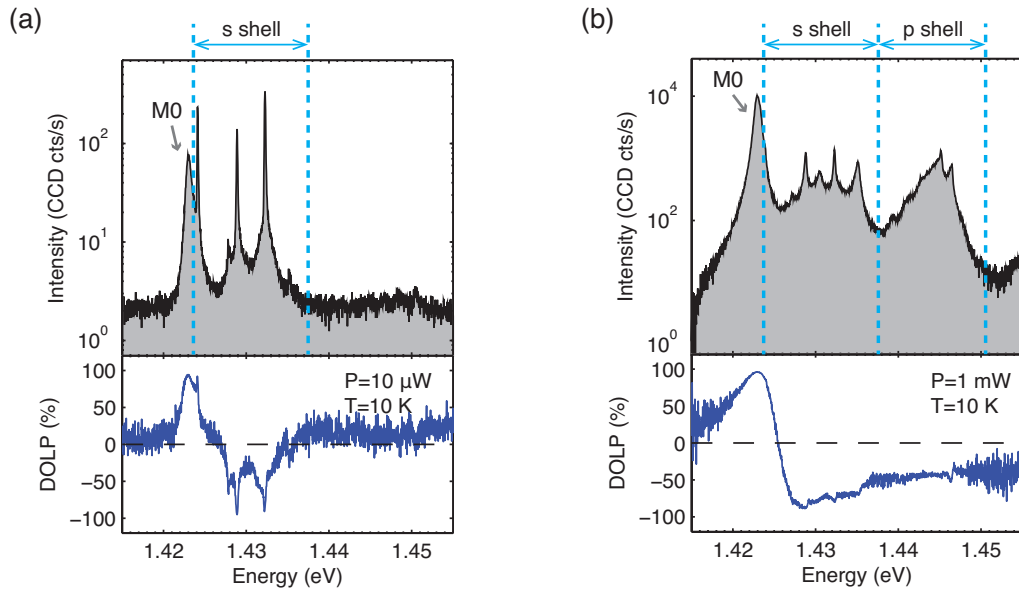 (a)
s shell
M0
Intensity (CCD cts/s)
10²
10¹
10⁰
DOLP (%)
100
50
0
−50
−100
P=10 µW
T=10 K
1.42 1.43 1.44 1.45
Energy (eV)
(b)
s shell p shell
M0
Intensity (CCD cts/s)
10⁴
10²
10⁰
DOLP (%)
100
50
0
−50
−100
P=1 mW
T=10 K
1.42 1.43 1.44 1.45
Energy (eV)